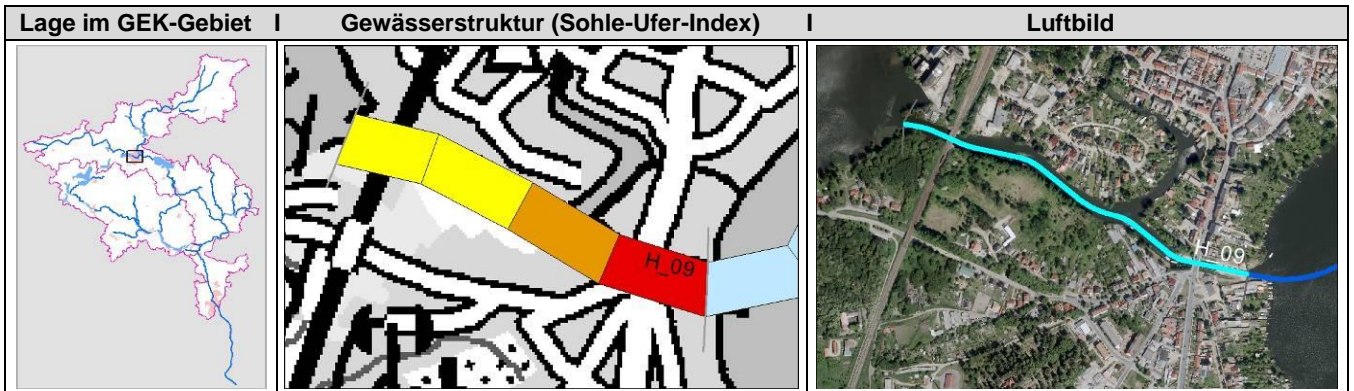 Lage im GEK-Gebiet I Gewässerstruktur (Sohle-Ufer-Index) I Luftbild
H_09
H_09